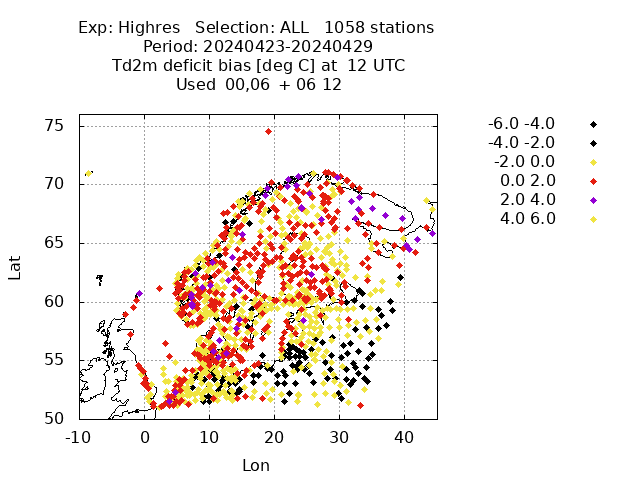 Exp: Highres   Selection: ALL   1058 stations
Period: 20240423-20240429
Td2m deficit bias [deg C] at  12 UTC
Used  00,06  + 06 12
-6.0 -4.0
-4.0 -2.0
-2.0 0.0
0.0 2.0
2.0 4.0
4.0 6.0
75
70
65
60
55
50
Lat
-10 0 10 20 30 40
Lon